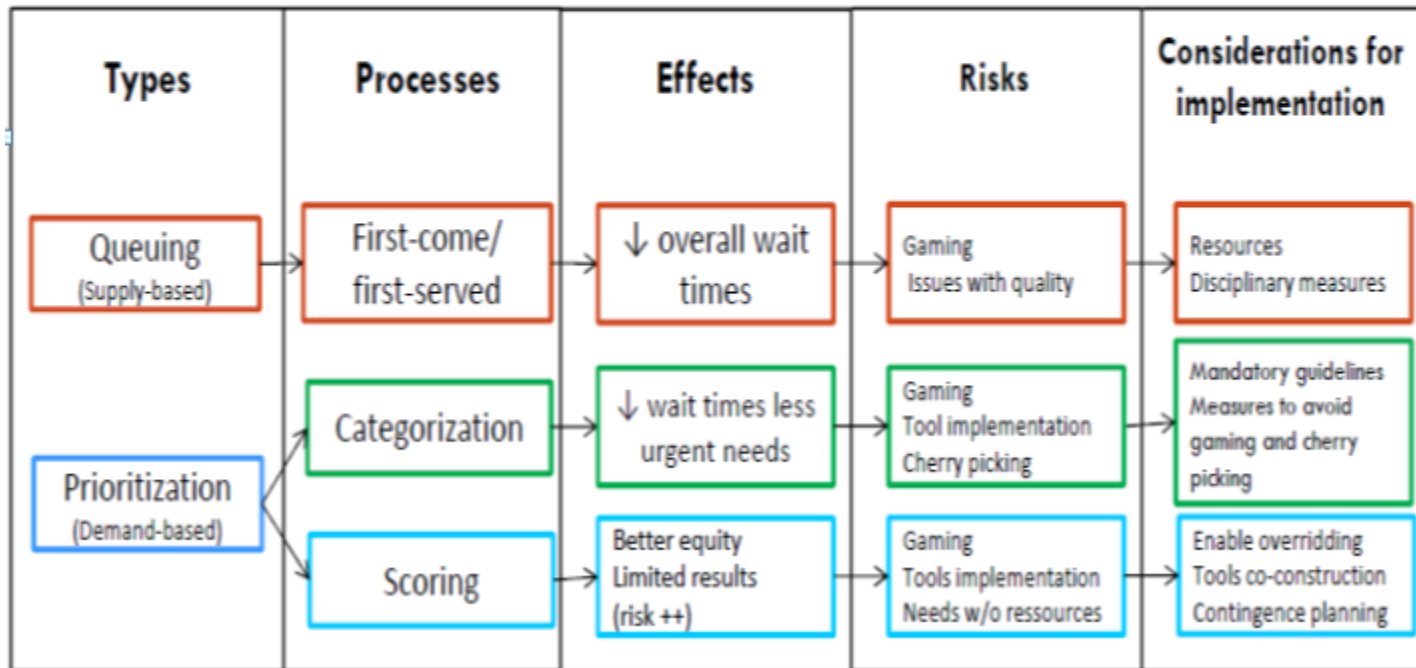 Types
Processes
Effects
Risks
Considerations for
implementation
Queuing
(Supply-based)
First-come/
first-served
↓ overall wait
times
Gaming
Issues with quality
Resources
Disciplinary measures
Prioritization
(Demand-based)
Categorization
↓ wait times less
urgent needs
Gaming
Tool implementation
Cherry picking
Mandatory guidelines
Measures to avoid
gaming and cherry
picking
Scoring
Better equity
Limited results
(risk ++)
Gaming
Tools implementation
Needs w/o ressources
Enable overridding
Tools co-construction
Contingence planning